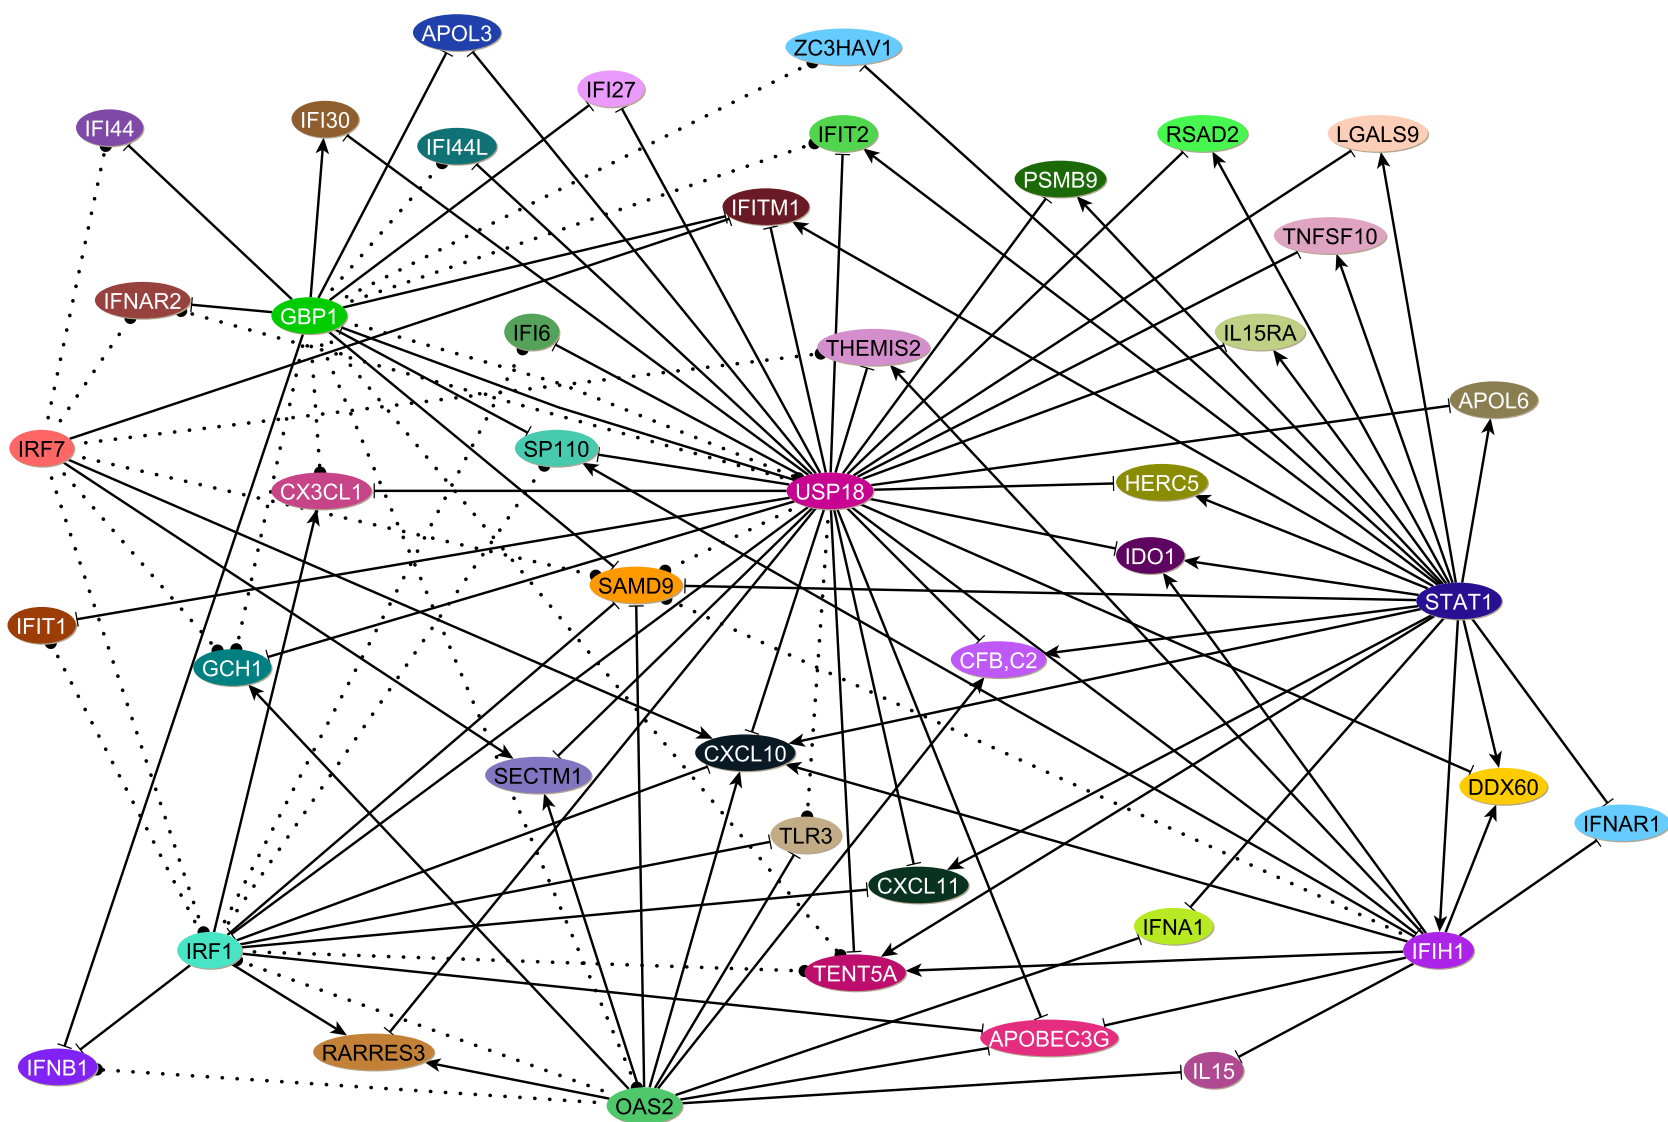 APOL3
ZC3HAV1
IFI27
IFI44
IFI30
IFI44L
IFIT2
RSAD2
LGALS9
PSMB9
IFITM1
TNFSF10
IFNAR2
GBP1
IFI6
THEMIS2
IL15RA
APOL6
IRF7
SP110
CX3CL1
USP18
HERC5
IDO1
SAMD9
STAT1
IFIT1
GCH1
CFB,C2
CXCL10
SECTM1
DDX60
TLR3
IFNAR1
CXCL11
IFNA1
IRF1
TENT5A
IFIH1
RARRES3
APOBEC3G
IFNB1
IL15
OAS2